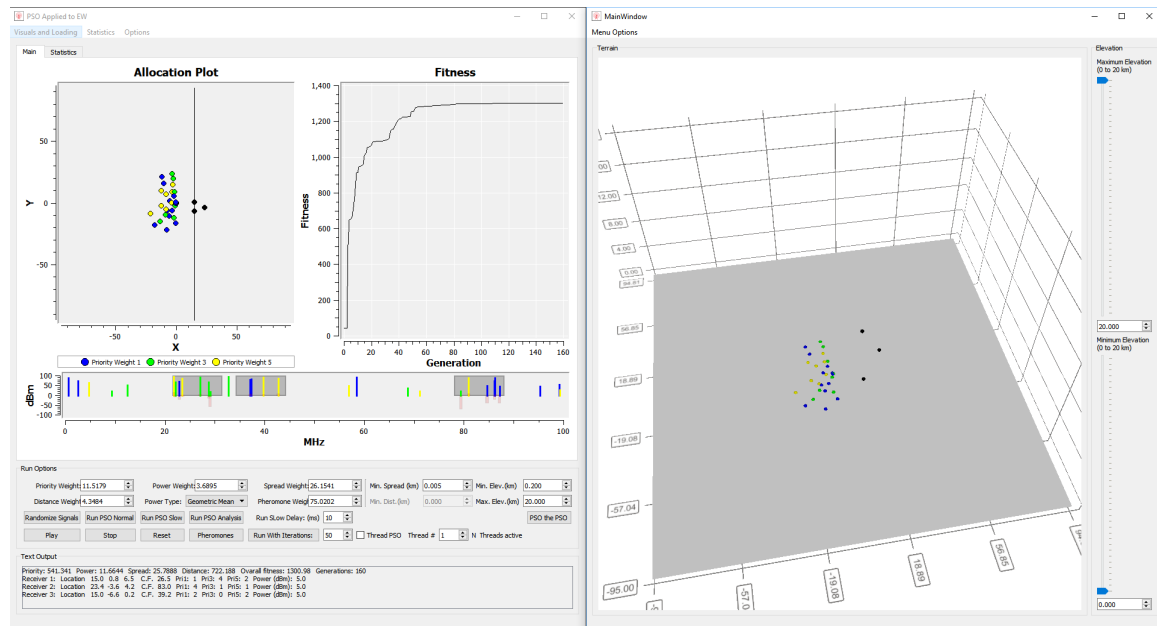 PSO Applied to EW
Visuals and Loading Statistics Options
Main Statistics
Allocation Plot
50
0
-50
Y
-50 0 50
X
Priority Weight 1 Priority Weight 3 Priority Weight 5
Fitness
1,400
1,200
1,000
800
600
400
200
0
Fitness
0 20 40 60 80 100 120 140 160
Generation
100
50
0
-50
-100
dBm
0 20 40 60 80 100
MHz
Run Options
Priority Weight: 11.5179 Power Weight: 3.6895 Spread Weight: 26.1541 Min. Spread (km) 0.005 Min. Elev.(km) 0.200
Distance Weight 4.3484 Power Type: Geometric Mean Pheromone Weigl 75.0202 Min. Dist.(km) 0.000 Max. Elev.(km) 20.000
Randomize Signals Run PSO Normal Run PSO Slow Run PSO Analysis Run SLow Delay: (ms) 10 PSO the PSO
Play Stop Reset Pheromones Run With Iterations: 50 Thread PSO Thread # 1 N Threads active
Text Output
Priority: 541.341 Power: 11.6644 Spread: 25.7888 Distance: 722.188 Ovarall fitness: 1300.98 Generations: 160
Receiver 1: Location 15.0 0.8 6.5 C.F. 26.5 Pri1: 1 Pri3: 4 Pri5: 2 Power (dBm): 5.0
Receiver 2: Location 23.4 -3.6 4.2 C.F. 83.0 Pri1: 4 Pri3: 1 Pri5: 1 Power (dBm): 5.0
Receiver 3: Location 15.0 -6.6 0.2 C.F. 39.2 Pri1: 2 Pri3: 0 Pri5: 2 Power (dBm): 5.0
MainWindow
Menu Options
Terrain
00
12.00
8.00
4.00
0.00
94.81
56.85
18.89
-19.08
-57.04
-95.00
-57.0
-19.08
18.89
56.85
Elevation
Maximum Elevation
(0 to 20 km)
20.000
Minimum Elevation
(0 to 20 km)
0.000